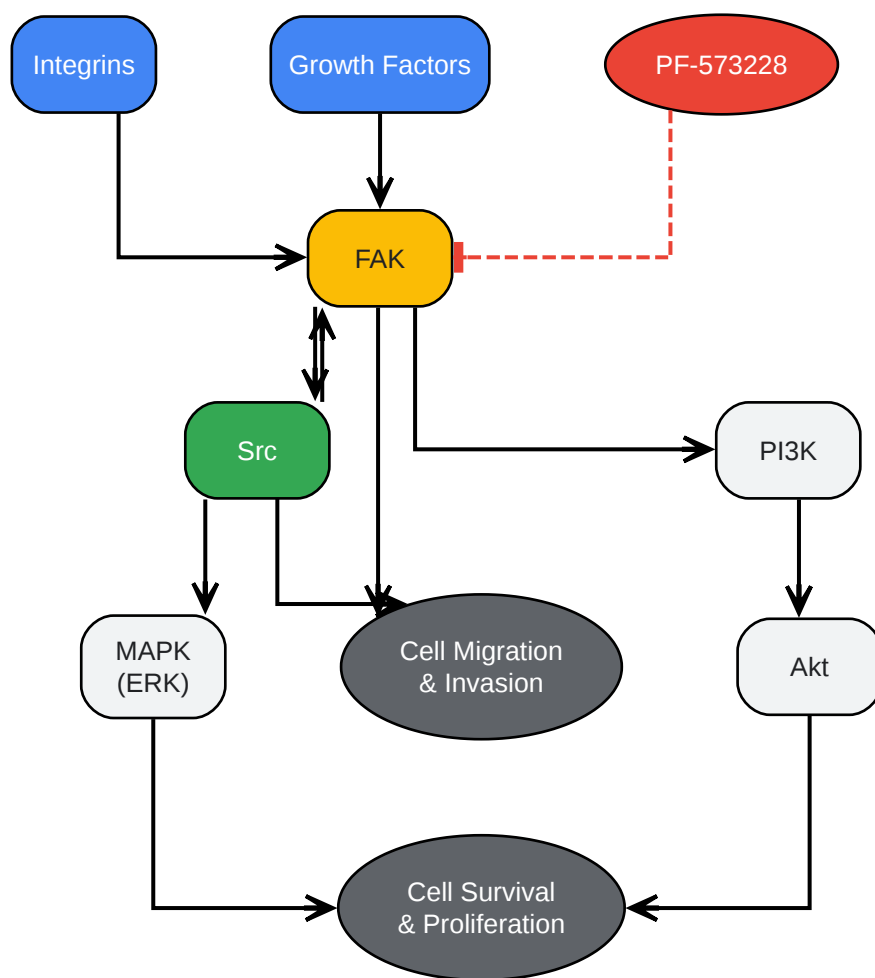 Integrins
Growth Factors
PF-573228
FAK
Src
PI3K
MAPK
(ERK)
Cell Migration
& Invasion
Akt
Cell Survival
& Proliferation